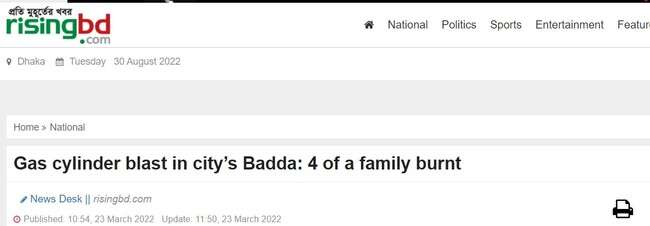 প্রতি মুহূর্তের খবর
risingbd
.com
National Politics Sports Entertainment
Dhaka Tuesday 30 August 2022
Home » National
Gas cylinder blast in city's Badda: 4 of a family burnt
News Desk || risingbd.com
Published: 10:54, 23 March 2022 Update: 11:50, 23 March 2022